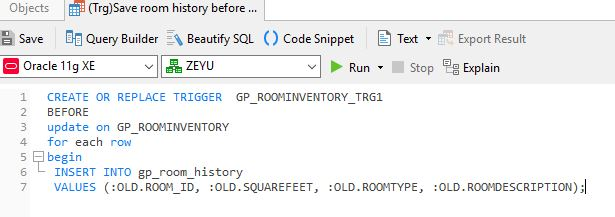 Objects
(Trg)Save room history before ...
Save
Query Builder
Beautify SQL
() Code Snippet
Text
Export Result
Oracle 11g XE
ZEYU
Run
Stop
Explain
1 CREATE OR REPLACE TRIGGER  GP_ROOMINVENTORY_TRG1
2 BEFORE
3 update on GP_ROOMINVENTORY
4 for each row
5 begin
6  INSERT INTO gp_room_history
7  VALUES (:OLD.ROOM_ID, :OLD.SQUAREFEET, :OLD.ROOMTYPE, :OLD.ROOMDESCRIPTION);